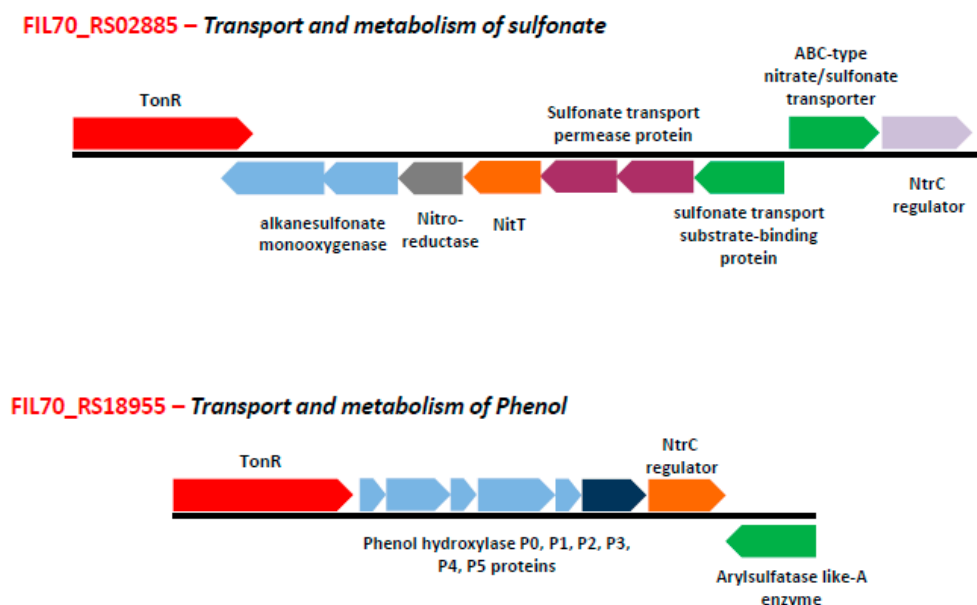 FIL70_RS02885 – Transport and metabolism of sulfonate
ABC-type
nitrate/sulfonate
transporter
TonR
Sulfonate transport
permease protein
alkanesulfonate
monooxygenase
Nitro-
reductase
NitT
sulfonate transport
substrate-binding
protein
NtrC
regulator
FIL70_RS18955 – Transport and metabolism of Phenol
TonR
NtrC
regulator
Phenol hydroxylase P0, P1, P2, P3,
P4, P5 proteins
Arylsulfatase like-A
enzyme